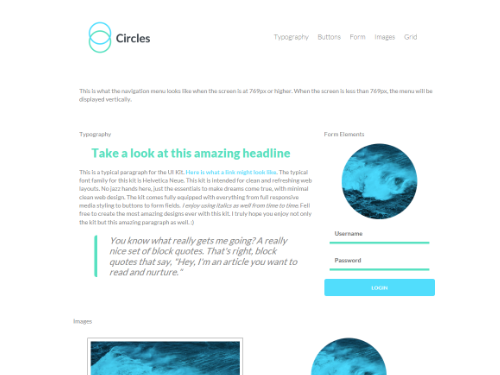 Circles
Typography Buttons Form Images Grid
This is what the navigation menu looks like when the screen is at 769px or higher. When the screen is less than 769px, the menu will be
displayed vertically.
Typography
Take a look at this amazing headline
This is a typical paragraph for the UI Kit. Here is what a link might look like. The typical
font family for this kit is Helvetica Neue. This kit is intended for clean and refreshing web
layouts. No jazz hands here, just the essentials to make dreams come true, with minimal
clean web design. The kit comes fully equipped with everything from full responsive
media styling to buttons to form fields. I enjoy using italics as well from time to time. Fell
free to create the most amazing designs ever with this kit. I truly hope you enjoy not only
the kit but this amazing paragraph as well. :)
You know what really gets me going? A really
nice set of block quotes. That's right, block
quotes that say, "Hey, I'm an article you want to
read and nurture."
Form Elements
Username
Password
LOGIN
Images